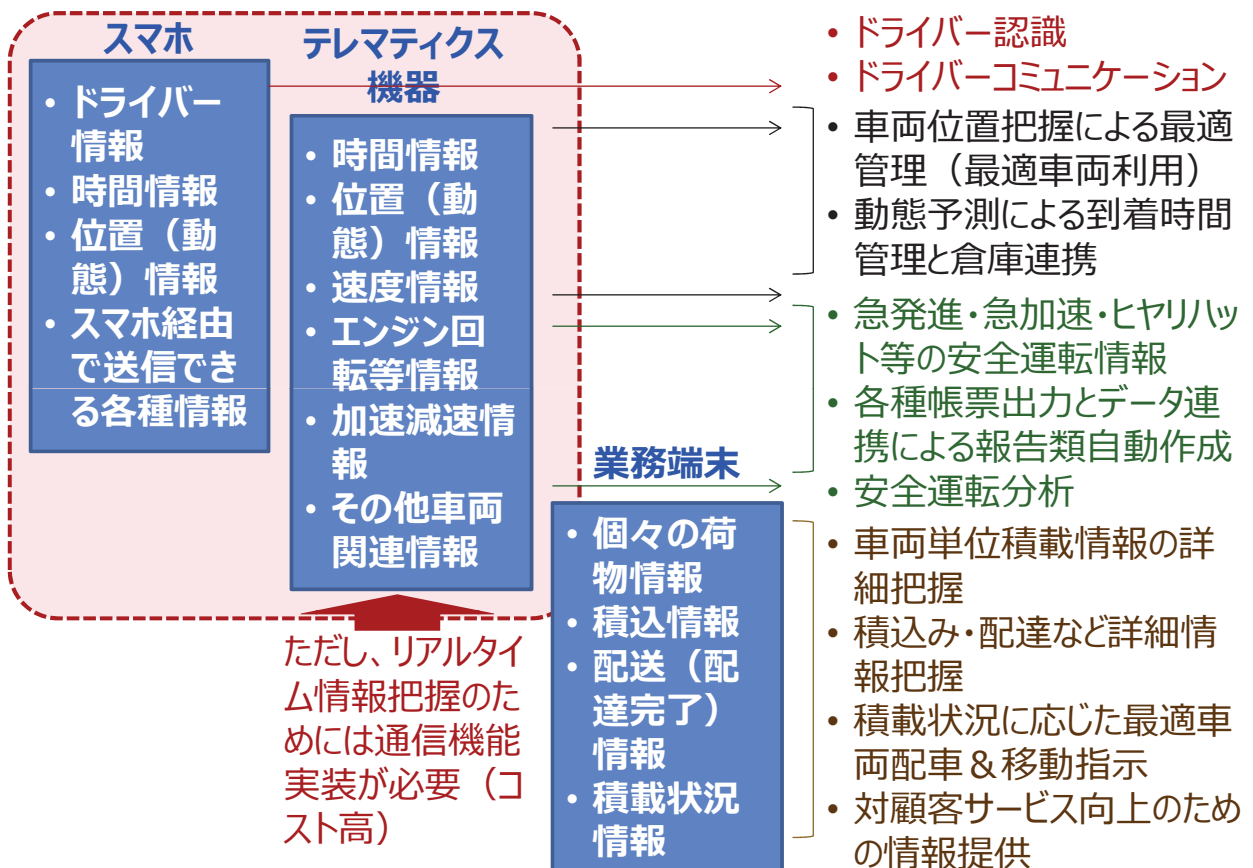 スマホ
・ドライバー
情報
・時間情報
・位置（動
態）情報
・スマホ経由
で送信でき
る各種情報
テレマティクス
機器
・時間情報
・位置（動
態）情報
・速度情報
・エンジン回
転等情報
・加速減速情
報
・その他車両
関連情報
ただし、リアルタイ
ム情報把握のた
めには通信機能
実装が必要（コ
スト高）
業務端末
・個々の荷
物情報
・積込情報
・配送（配
達完了）
情報
・積載状況
情報
・ドライバー認識
・ドライバーコミュニケーション
・車両位置把握による最適
管理（最適車両利用）
・動態予測による到着時間
管理と倉庫連携
・急発進・急加速・ヒヤリハッ
ト等の安全運転情報
・各種帳票出力とデータ連
携による報告類自動作成
・安全運転分析
・車両単位積載情報の詳
細把握
・積込み・配達など詳細情
報把握
・積載状況に応じた最適車
両配車＆移動指示
・対顧客サービス向上のため
の情報提供